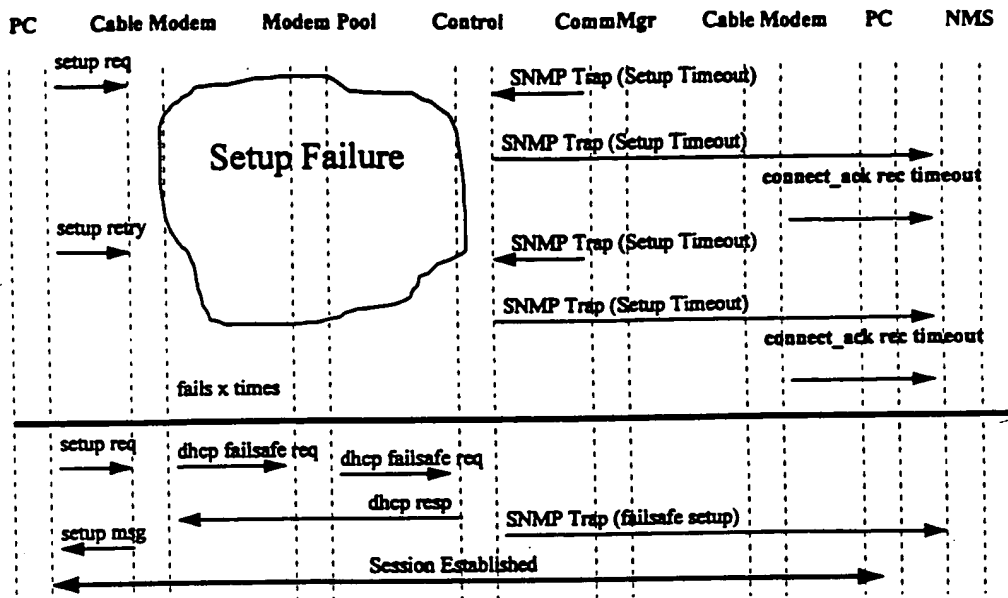 PC Cable Modem Modem Pool Control CommMgr Cable Modem PC NMS
setup req
SNMP Trap (Setup Timeout)
Setup Failure
SNMP Trap (Setup Timeout)
connect_ack rec timeout
setup retry
SNMP Trap (Setup Timeout)
SNMP Trap (Setup Timeout)
connect_ack rec timeout
fails x times
setup req
dhcp failsafe req
dhcp failsafe req
dhcp resp
SNMP Trap (failsafe setup)
setup msg
Session Established